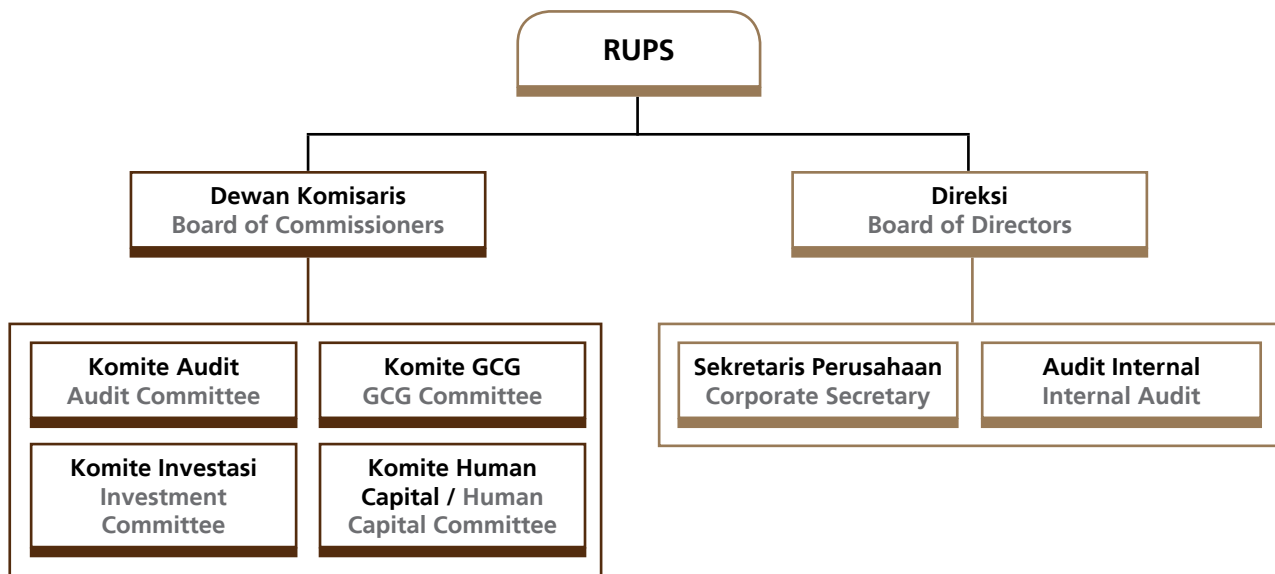 RUPS
Dewan Komisaris
Board of Commissioners
Direksi
Board of Directors
Komite Audit
Audit Committee
Komite GCG
GCG Committee
Komite Investasi
Investment
Committee
Komite Human
Capital / Human
Capital Committee
Sekretaris Perusahaan
Corporate Secretary
Audit Internal
Internal Audit